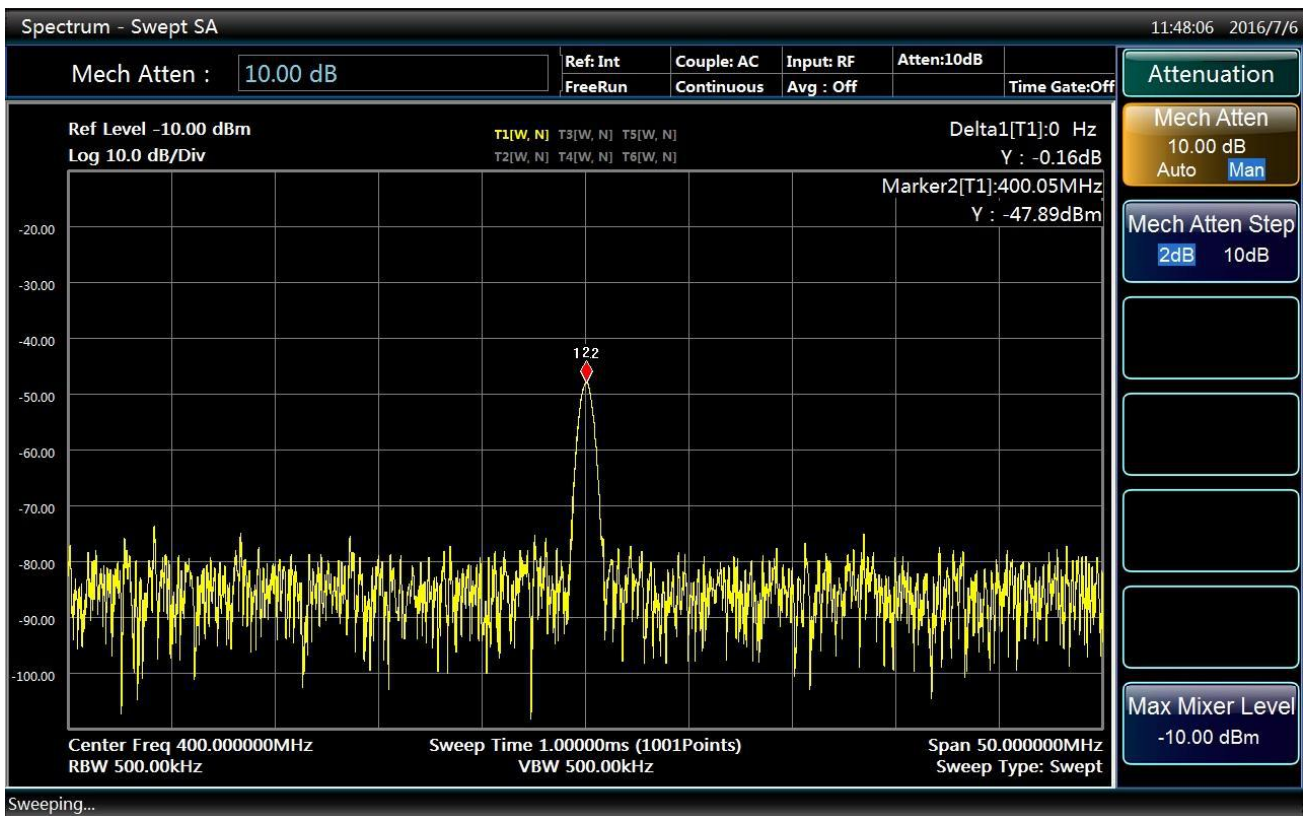 Spectrum - Swept SA
11:48:06 2016/7/6
Mech Atten : 10.00 dB
Ref: Int
Couple: AC
Input: RF
Atten:10dB
FreeRun
Continuous
Avg : Off
Time Gate:Off
Attenuation
Ref Level -10.00 dBm
Log 10.0 dB/Div
T1[W, N] T3[W, N] T5[W, N]
T2[W, N] T4[W, N] T6[W, N]
Delta1[T1]:0 Hz
Y : -0.16dB
Marker2[T1]:400.05MHz
Y : -47.89dBm
-20.00
-30.00
-40.00
-50.00
-60.00
-70.00
-80.00
-90.00
-100.00
Center Freq 400.000000MHz
Sweep Time 1.00000ms (1001Points)
Span 50.000000MHz
RBW 500.00kHz
VBW 500.00kHz
Sweep Type: Swept
Mech Atten
10.00 dB
Auto Man
Mech Atten Step
2dB 10dB
Max Mixer Level
-10.00 dBm
Sweeping...